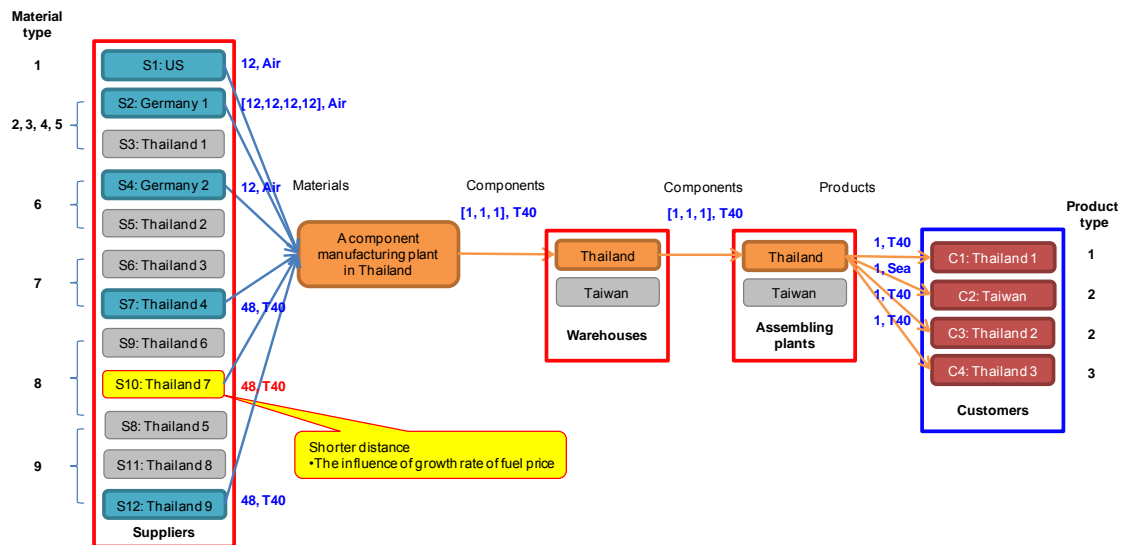 Material
type
1
2, 3, 4, 5
6
7
8
9
S1: US
S2: Germany 1
S3: Thailand 1
S4: Germany 2
S5: Thailand 2
S6: Thailand 3
S7: Thailand 4
S9: Thailand 6
S10: Thailand 7
S8: Thailand 5
S11: Thailand 8
S12: Thailand 9
Suppliers
12, Air
[12,12,12,12], Air
12, Air
48, T40
48, T40
48, T40
Materials
A component
manufacturing plant
in Thailand
Shorter distance
•The influence of growth rate of fuel price
Components
[1, 1, 1], T40
Thailand
Taiwan
Warehouses
Components
[1, 1, 1], T40
Thailand
Taiwan
Assembling
plants
Products
1, T40
1, Sea
1, T40
1, T40
C1: Thailand 1
C2: Taiwan
C3: Thailand 2
C4: Thailand 3
Customers
Product
type
1
2
2
3